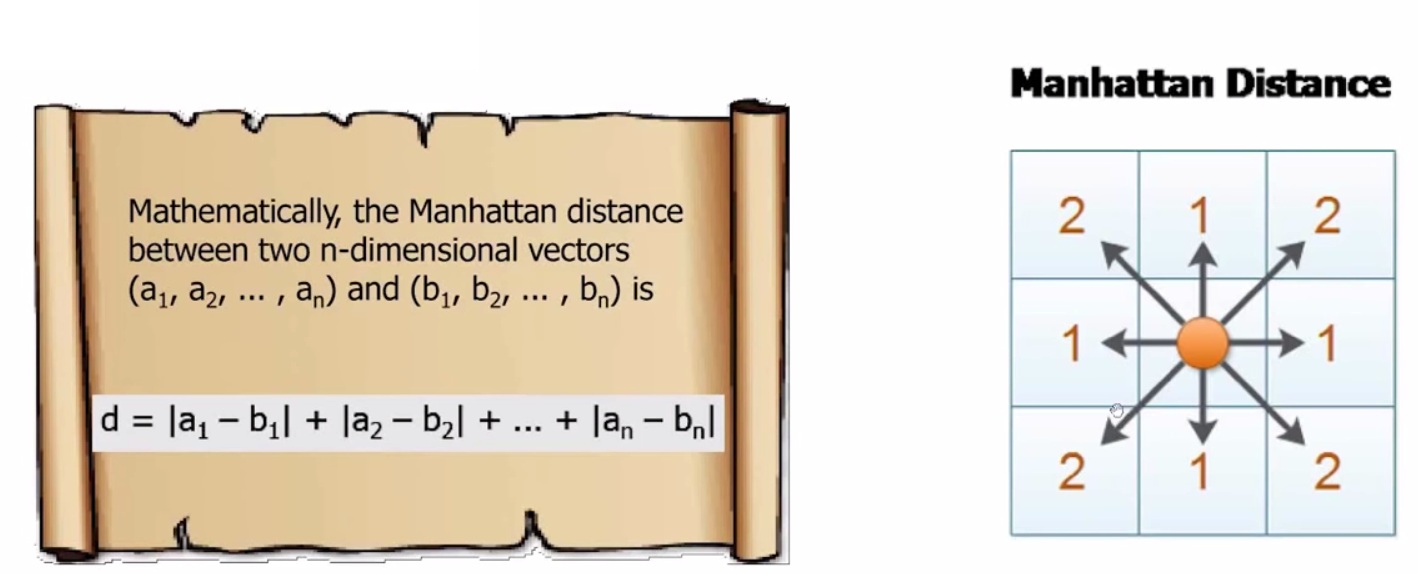 Mathematically, the Manhattan distance
between two n-dimensional vectors
(a₁, a₂, ... , aₙ) and (b₁, b₂, ... , bₙ) is
d = |a₁ – b₁| + |a₂ – b₂| + ... + |aₙ – bₙ|
Manhattan Distance
2 1 2
1 1
2 1 2